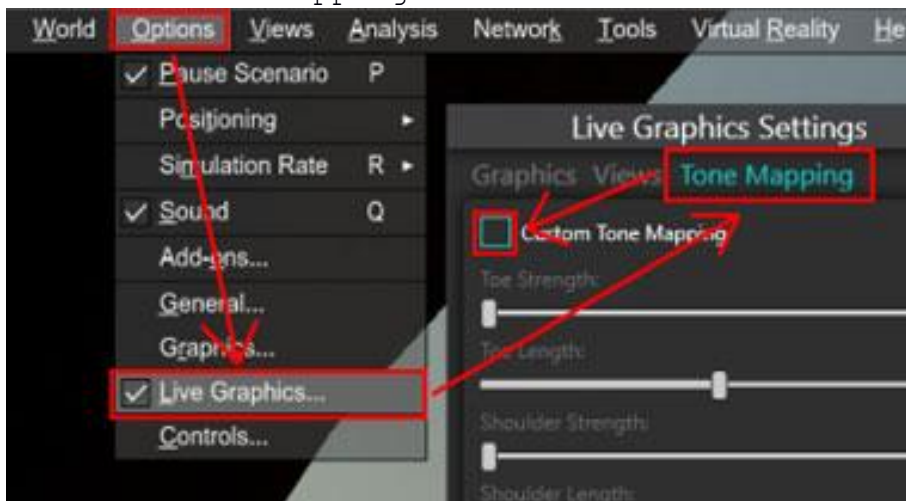 World Options Views Analysis Network Tools Virtual Reality He
Pause Scenario P
Positioning
Simulation Rate R
Sound Q
Add-ons...
General...
Graphics...
Live Graphics...
Controls...
Live Graphics Settings
Graphics Views Tone Mapping
Custom Tone Mapping
Toe Strength:
Toe Length:
Shoulder Strength:
Shoulder Length: